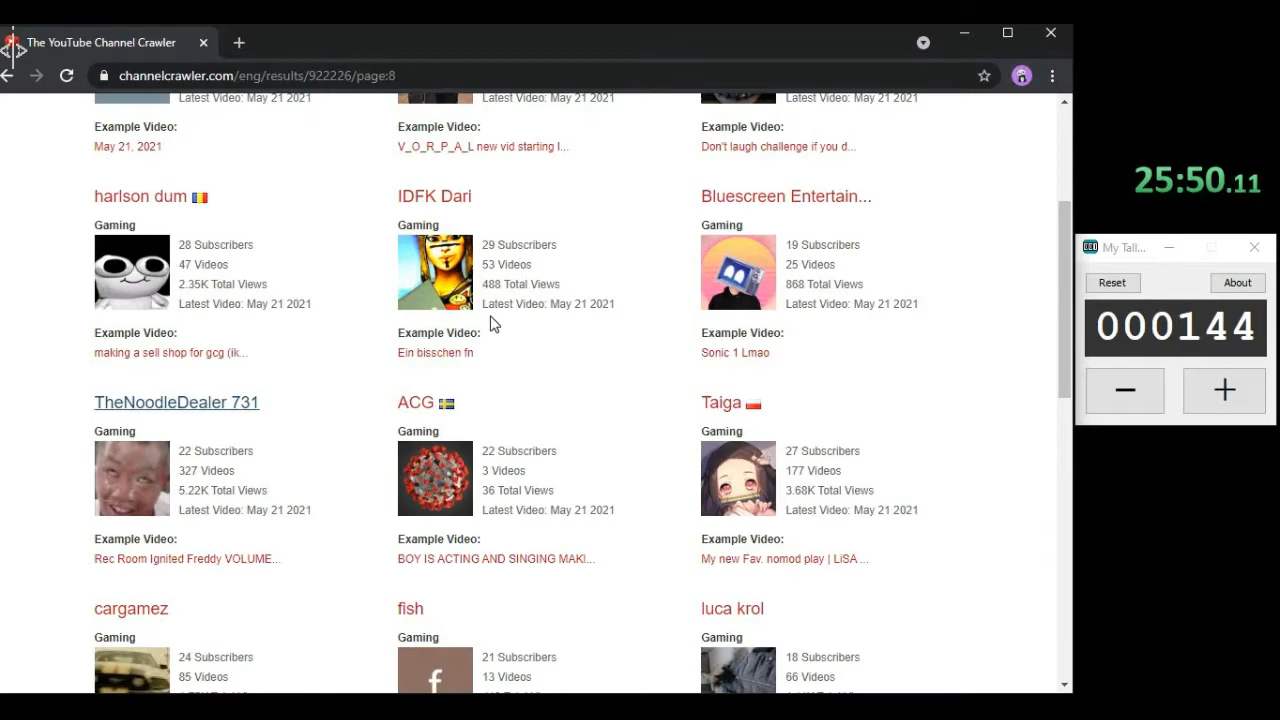 The YouTube Channel Crawler
channelcrawler.com/eng/results/922226/page:8
Latest Video: May 21 2021
Latest Video: May 21 2021
Latest Video: May 21 2021
Example Video:
Example Video:
Example Video:
May 21, 2021
V_O_R_P_A_L new vid starting I...
Don't laugh challenge if you d...
harlson dum
IDFK Dari
Bluescreen Entertain...
Gaming
Gaming
Gaming
28 Subscribers
29 Subscribers
19 Subscribers
47 Videos
53 Videos
25 Videos
2.35K Total Views
488 Total Views
868 Total Views
Latest Video: May 21 2021
Latest Video: May 21 2021
Latest Video: May 21 2021
Example Video:
Example Video:
Example Video:
making a sell shop for gcg (ik...
Ein bisschen fn
Sonic 1 Lmao
TheNoodleDealer 731
ACG
Taiga
Gaming
Gaming
Gaming
22 Subscribers
22 Subscribers
27 Subscribers
327 Videos
3 Videos
177 Videos
5.22K Total Views
36 Total Views
3.68K Total Views
Latest Video: May 21 2021
Latest Video: May 21 2021
Latest Video: May 21 2021
Example Video:
Example Video:
Example Video:
Rec Room Ignited Freddy VOLUME...
BOY IS ACTING AND SINGING MAKI...
My new Fav. nomod play | LiSA ...
cargamez
fish
luca krol
Gaming
Gaming
Gaming
24 Subscribers
21 Subscribers
18 Subscribers
85 Videos
13 Videos
66 Videos
f
25:50.11
My Tall...
Reset
About
000144